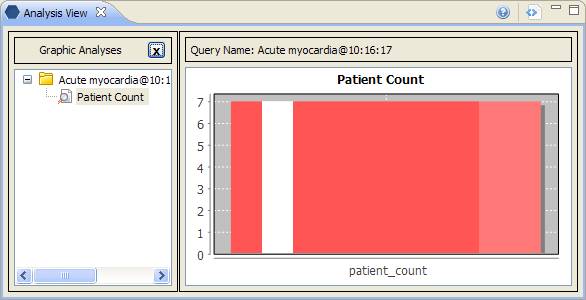 Analysis View
Graphic Analyses
x
Acute myocardia@10:1
Patient Count
Query Name: Acute myocardia@10:16:17
Patient Count
7
6
5
4
3
2
1
0
patient_count